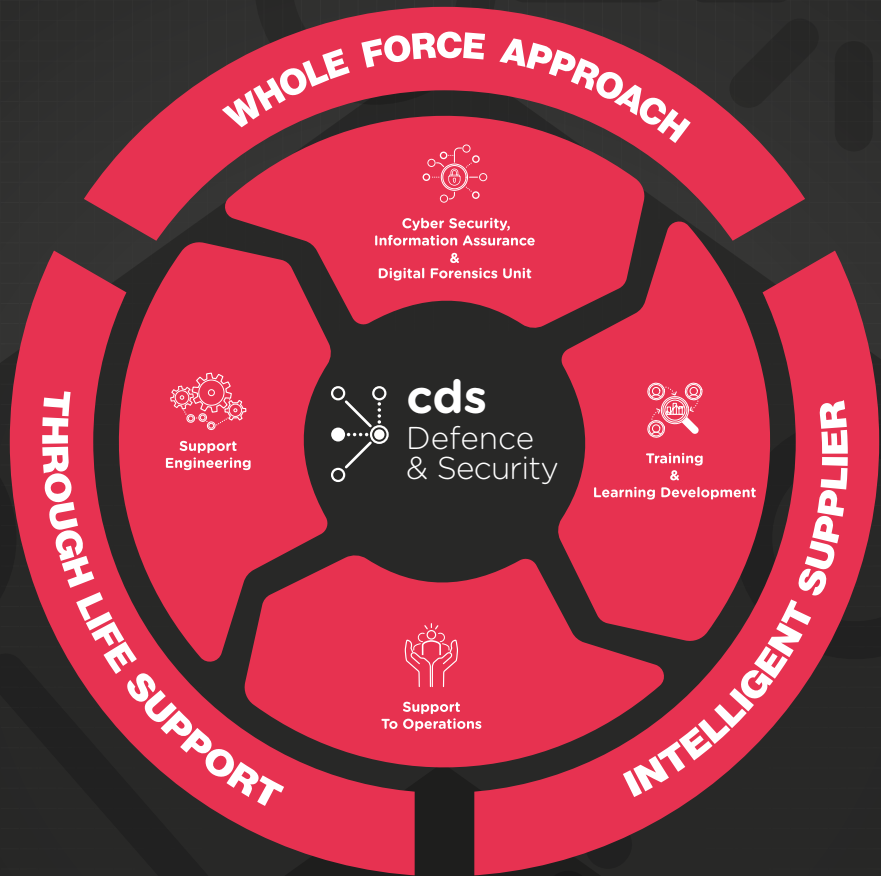 WHOLE FORCE APPROACH
Cyber Security,
Information Assurance
&
Digital Forensics Unit
Support
Engineering
cds
Defence
& Security
Training
&
Learning Development
Support
To Operations
THROUGH LIFE SUPPORT
INTELLIGENT SUPPLIER